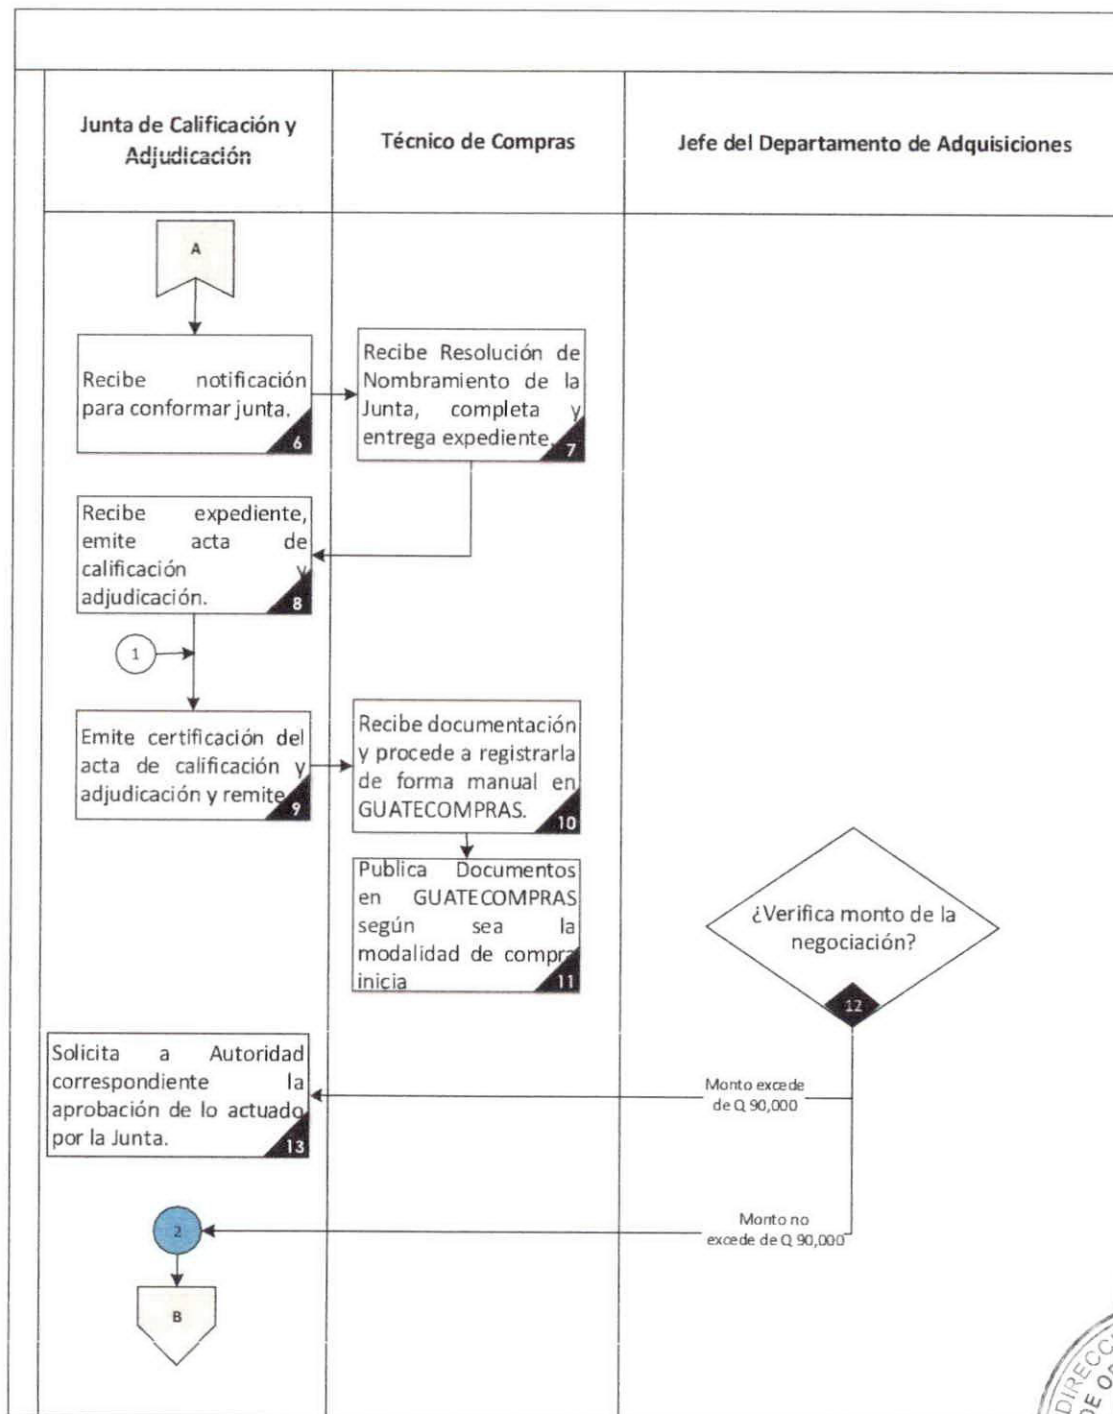 Junta de Calificación y
Adjudicación
Técnico de Compras
Jefe del Departamento de Adquisiciones
A
Recibe notificación
para conformar junta.
6
Recibe Resolución de
Nombramiento de la
Junta, completa y
entrega expediente.
7
Recibe expediente,
emite acta de
calificación y
adjudicación.
8
1
Emite certificación del
acta de calificación y
adjudicación y remite.
9
Recibe documentación
y procede a registrarla
de forma manual en
GUATECOMPRAS.
10
Publica Documentos
en GUATECOMPRAS
según sea la
modalidad de compra
inicia
11
¿Verifica monto de la
negociación?
12
Solicita a Autoridad
correspondiente la
aprobación de lo actuado
por la Junta.
13
Monto excede
de Q 90,000
2
Monto no
excede de Q 90,000
B